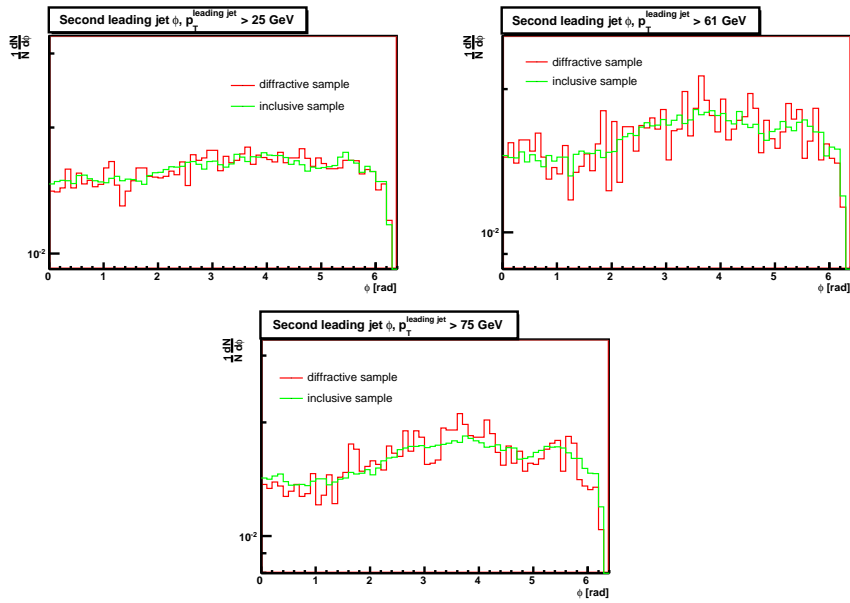 Second leading jet ϕ, p_T^leading jet > 25 GeV
1/N dN/dϕ
diffractive sample
inclusive sample
10^-2
0 1 2 3 4 5 6
ϕ [rad]
Second leading jet ϕ, p_T^leading jet > 61 GeV
1/N dN/dϕ
diffractive sample
inclusive sample
10^-2
0 1 2 3 4 5 6
ϕ [rad]
Second leading jet ϕ, p_T^leading jet > 75 GeV
1/N dN/dϕ
diffractive sample
inclusive sample
10^-2
0 1 2 3 4 5 6
ϕ [rad]